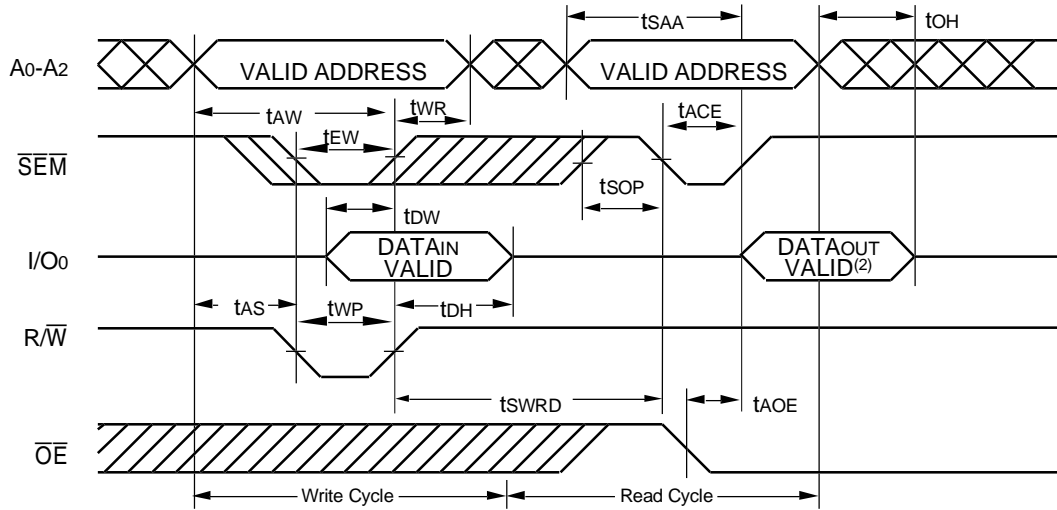 tSAA
tOH
A0-A2
VALID ADDRESS
VALID ADDRESS
tAW
tWR
tACE
tEW
SEM
tSOP
tDW
I/O0
DATAIN
VALID
DATAOUT
VALID(2)
tAS
tWP
tDH
R/W
tSWRD
tAOE
OE
Write Cycle
Read Cycle